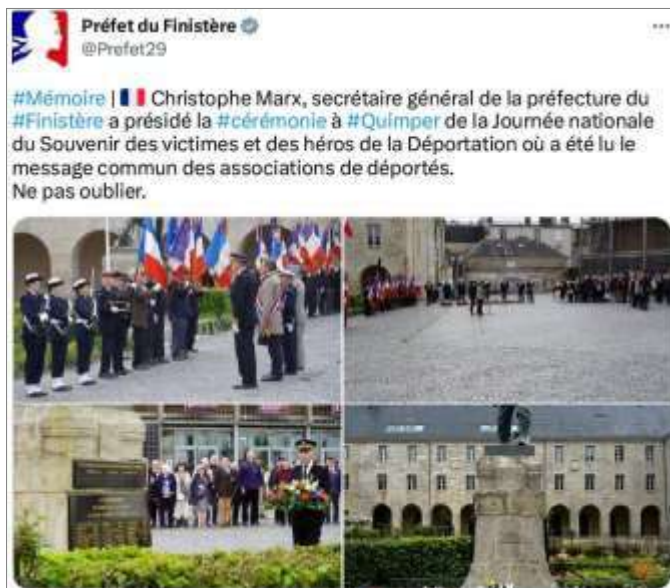 Préfet du Finistère
@Prefet29
#Mémoire | 🇫🇷 Christophe Marx, secrétaire général de la préfecture du
#Finistère a présidé la #cérémonie à #Quimper de la Journée nationale
du Souvenir des victimes et des héros de la Déportation où a été lu le
message commun des associations de déportés.
Ne pas oublier.